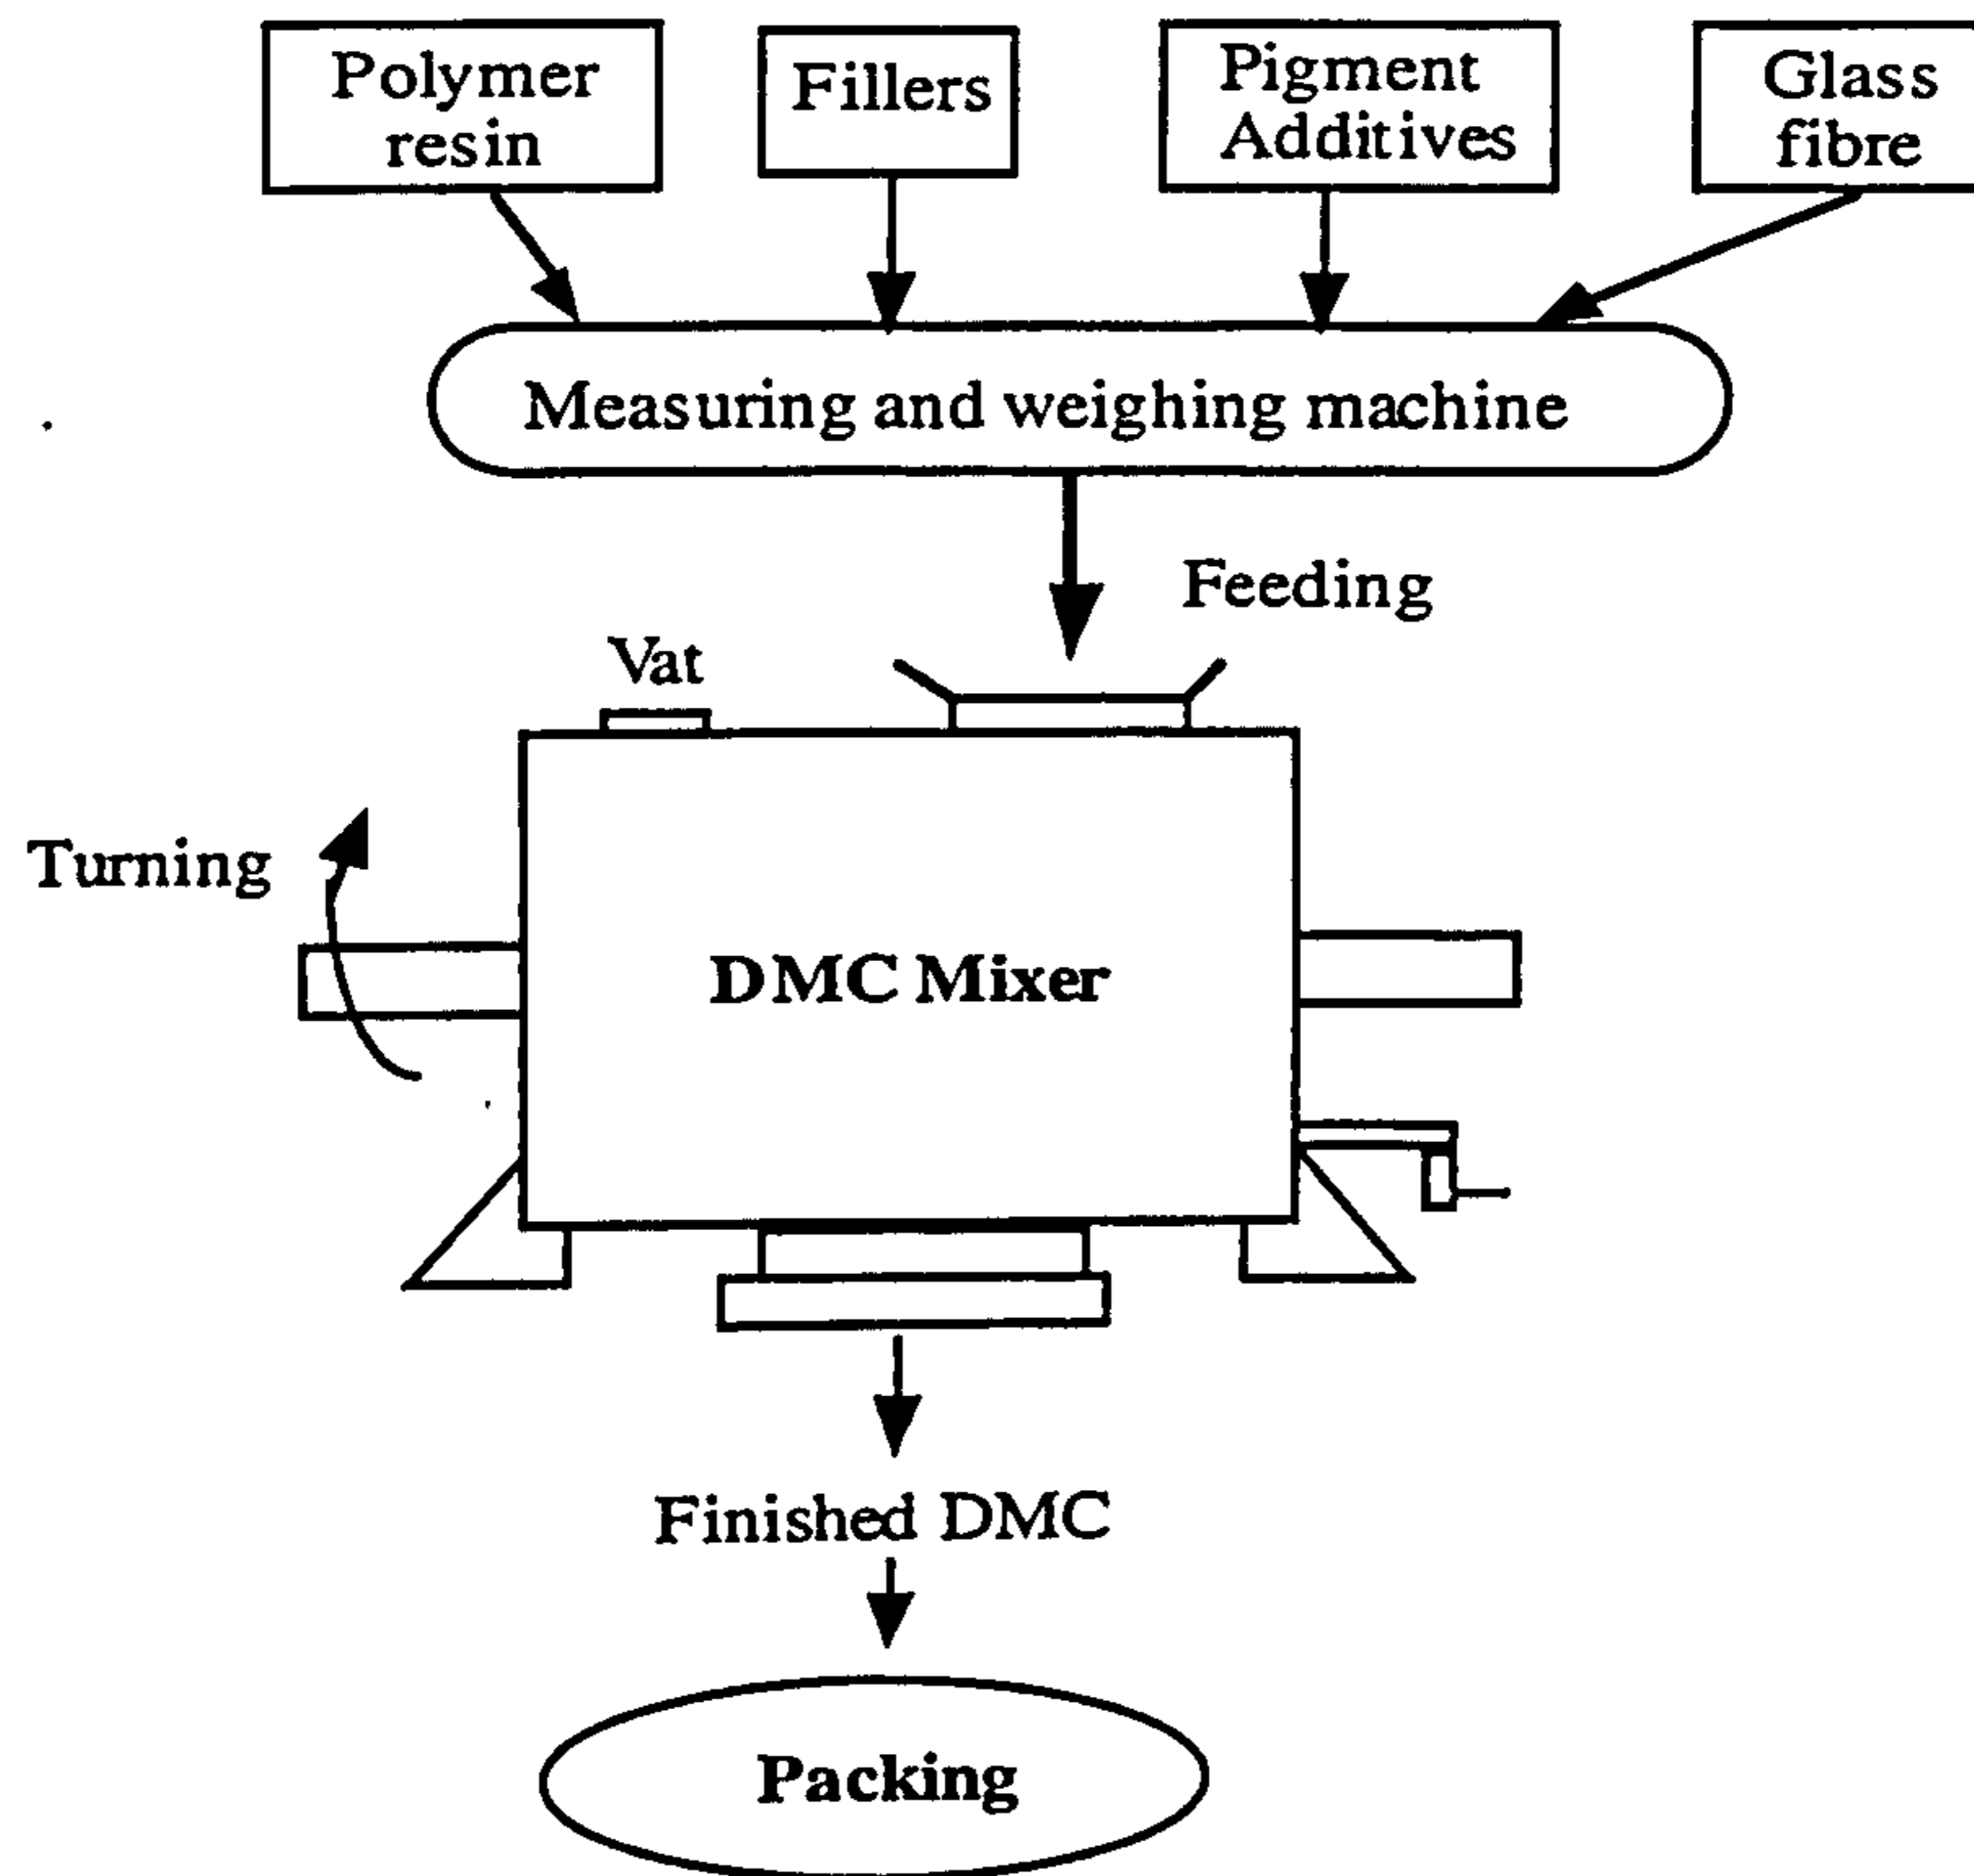 Polymer
resin
Fillers
Pigment
Additives
Glass
fibre
Measuring and weighing machine
Feeding
Vat
Turning
DMC Mixer
Finished DMC
Packing